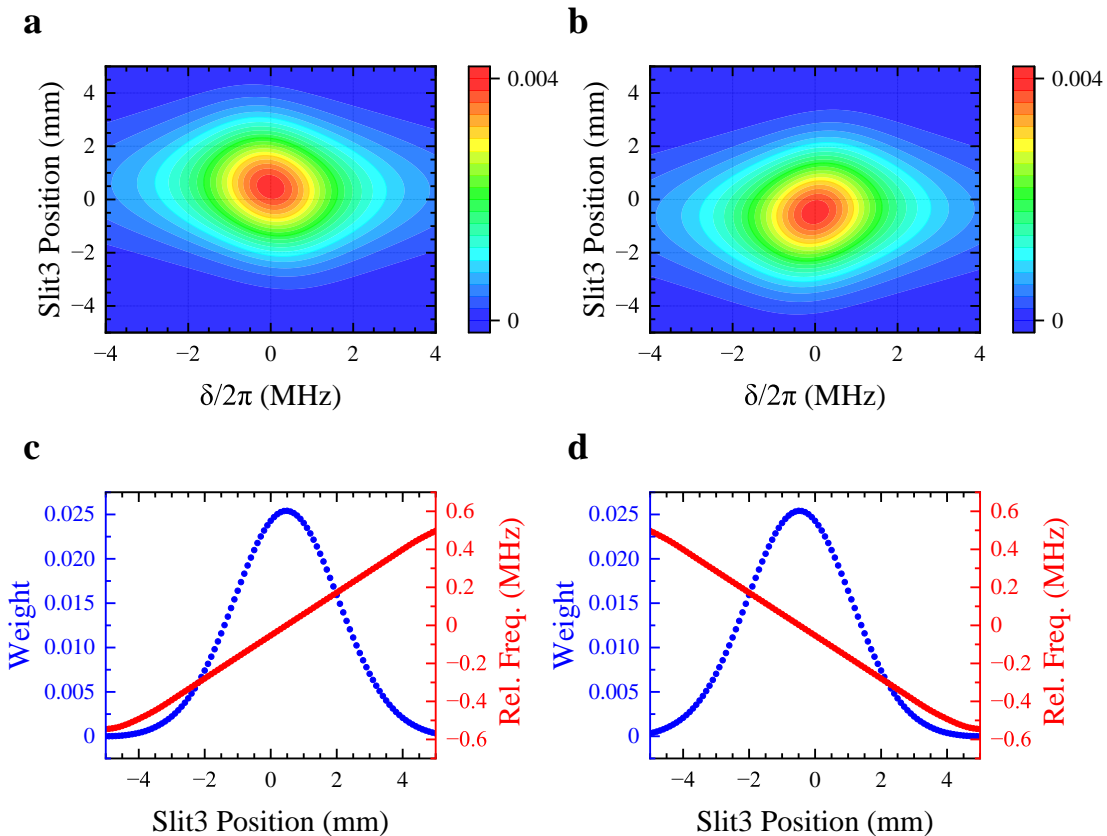 a
b
Slit3 Position (mm)
4
2
0
−2
−4
−4 −2 0 2 4
δ/2π (MHz)
0.004
0
Slit3 Position (mm)
4
2
0
−2
−4
−4 −2 0 2 4
δ/2π (MHz)
0.004
0
c
d
Weight
0.025
0.020
0.015
0.010
0.005
0
−4 −2 0 2 4
Slit3 Position (mm)
0.6
0.4
0.2
0
−0.2
−0.4
−0.6
Rel. Freq. (MHz)
Weight
0.025
0.020
0.015
0.010
0.005
0
−4 −2 0 2 4
Slit3 Position (mm)
0.6
0.4
0.2
0
−0.2
−0.4
−0.6
Rel. Freq. (MHz)